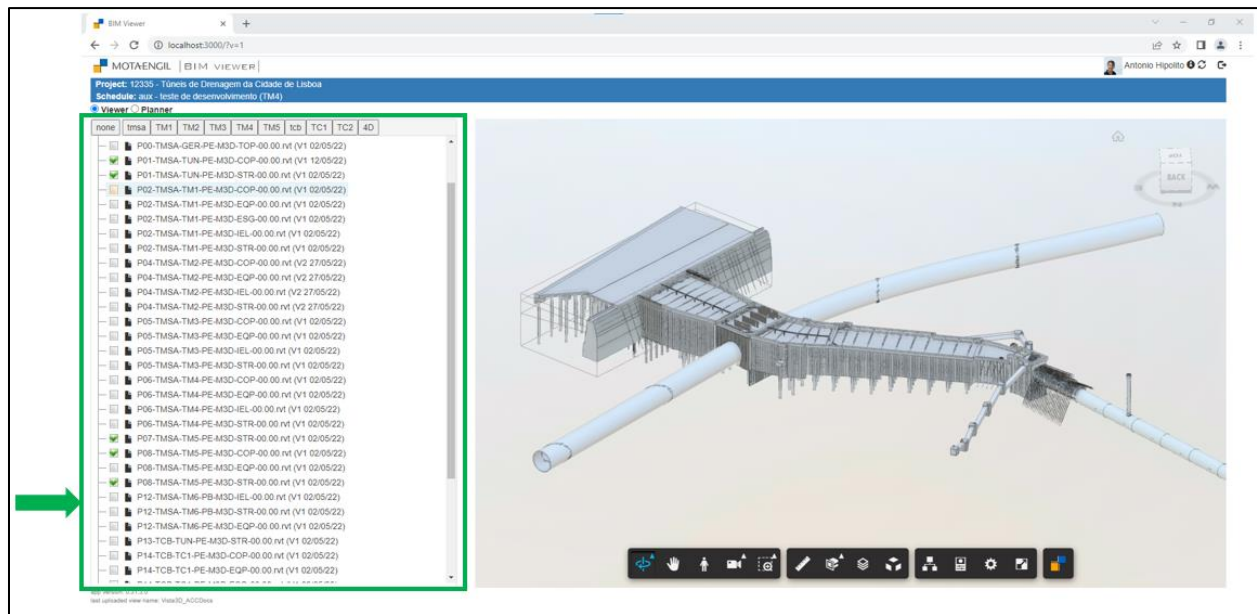 BIM Viewer
localhost:3000/?v=1
MOTAENGIL | BIM VIEWER|
Antonio Hipolito
Project: 12335 - Túneis de Drenagem da Cidade de Lisboa
Schedule: aux - teste de desenvolvimento (TM4)
Viewer Planner
none tmsa TM1 TM2 TM3 TM4 TM5 tcb TC1 TC2 4D
P00-TMSA-GER-PE-M3D-TOP-00.00.rvt (V1 02/05/22)
P01-TMSA-TUN-PE-M3D-COP-00.00.rvt (V1 12/05/22)
P01-TMSA-TUN-PE-M3D-STR-00.00.rvt (V1 02/05/22)
P02-TMSA-TM1-PE-M3D-COP-00.00.rvt (V1 02/05/22)
P02-TMSA-TM1-PE-M3D-EQP-00.00.rvt (V1 02/05/22)
P02-TMSA-TM1-PE-M3D-ESG-00.00.rvt (V1 02/05/22)
P02-TMSA-TM1-PE-M3D-IEL-00.00.rvt (V1 02/05/22)
P02-TMSA-TM1-PE-M3D-STR-00.00.rvt (V1 02/05/22)
P04-TMSA-TM2-PE-M3D-COP-00.00.rvt (V2 27/05/22)
P04-TMSA-TM2-PE-M3D-EQP-00.00.rvt (V2 27/05/22)
P04-TMSA-TM2-PE-M3D-IEL-00.00.rvt (V2 27/05/22)
P04-TMSA-TM2-PE-M3D-STR-00.00.rvt (V2 27/05/22)
P05-TMSA-TM3-PE-M3D-COP-00.00.rvt (V1 02/05/22)
P05-TMSA-TM3-PE-M3D-EQP-00.00.rvt (V1 02/05/22)
P05-TMSA-TM3-PE-M3D-IEL-00.00.rvt (V1 02/05/22)
P05-TMSA-TM3-PE-M3D-STR-00.00.rvt (V1 02/05/22)
P06-TMSA-TM4-PE-M3D-COP-00.00.rvt (V1 02/05/22)
P06-TMSA-TM4-PE-M3D-EQP-00.00.rvt (V1 02/05/22)
P06-TMSA-TM4-PE-M3D-IEL-00.00.rvt (V1 02/05/22)
P06-TMSA-TM4-PE-M3D-STR-00.00.rvt (V1 02/05/22)
P07-TMSA-TM5-PE-M3D-STR-00.00.rvt (V1 02/05/22)
P08-TMSA-TM5-PE-M3D-COP-00.00.rvt (V1 02/05/22)
P08-TMSA-TM5-PE-M3D-EQP-00.00.rvt (V1 02/05/22)
P08-TMSA-TM5-PE-M3D-STR-00.00.rvt (V1 02/05/22)
P12-TMSA-TM6-PB-M3D-IEL-00.00.rvt (V1 02/05/22)
P12-TMSA-TM6-PB-M3D-STR-00.00.rvt (V1 02/05/22)
P12-TMSA-TM6-PE-M3D-EQP-00.00.rvt (V1 02/05/22)
P13-TCB-TUN-PE-M3D-STR-00.00.rvt (V1 02/05/22)
P14-TCB-TC1-PE-M3D-COP-00.00.rvt (V1 02/05/22)
P14-TCB-TC1-PE-M3D-EQP-00.00.rvt (V1 02/05/22)
BACK
last uploaded view name: Vista3D_ACCDocs